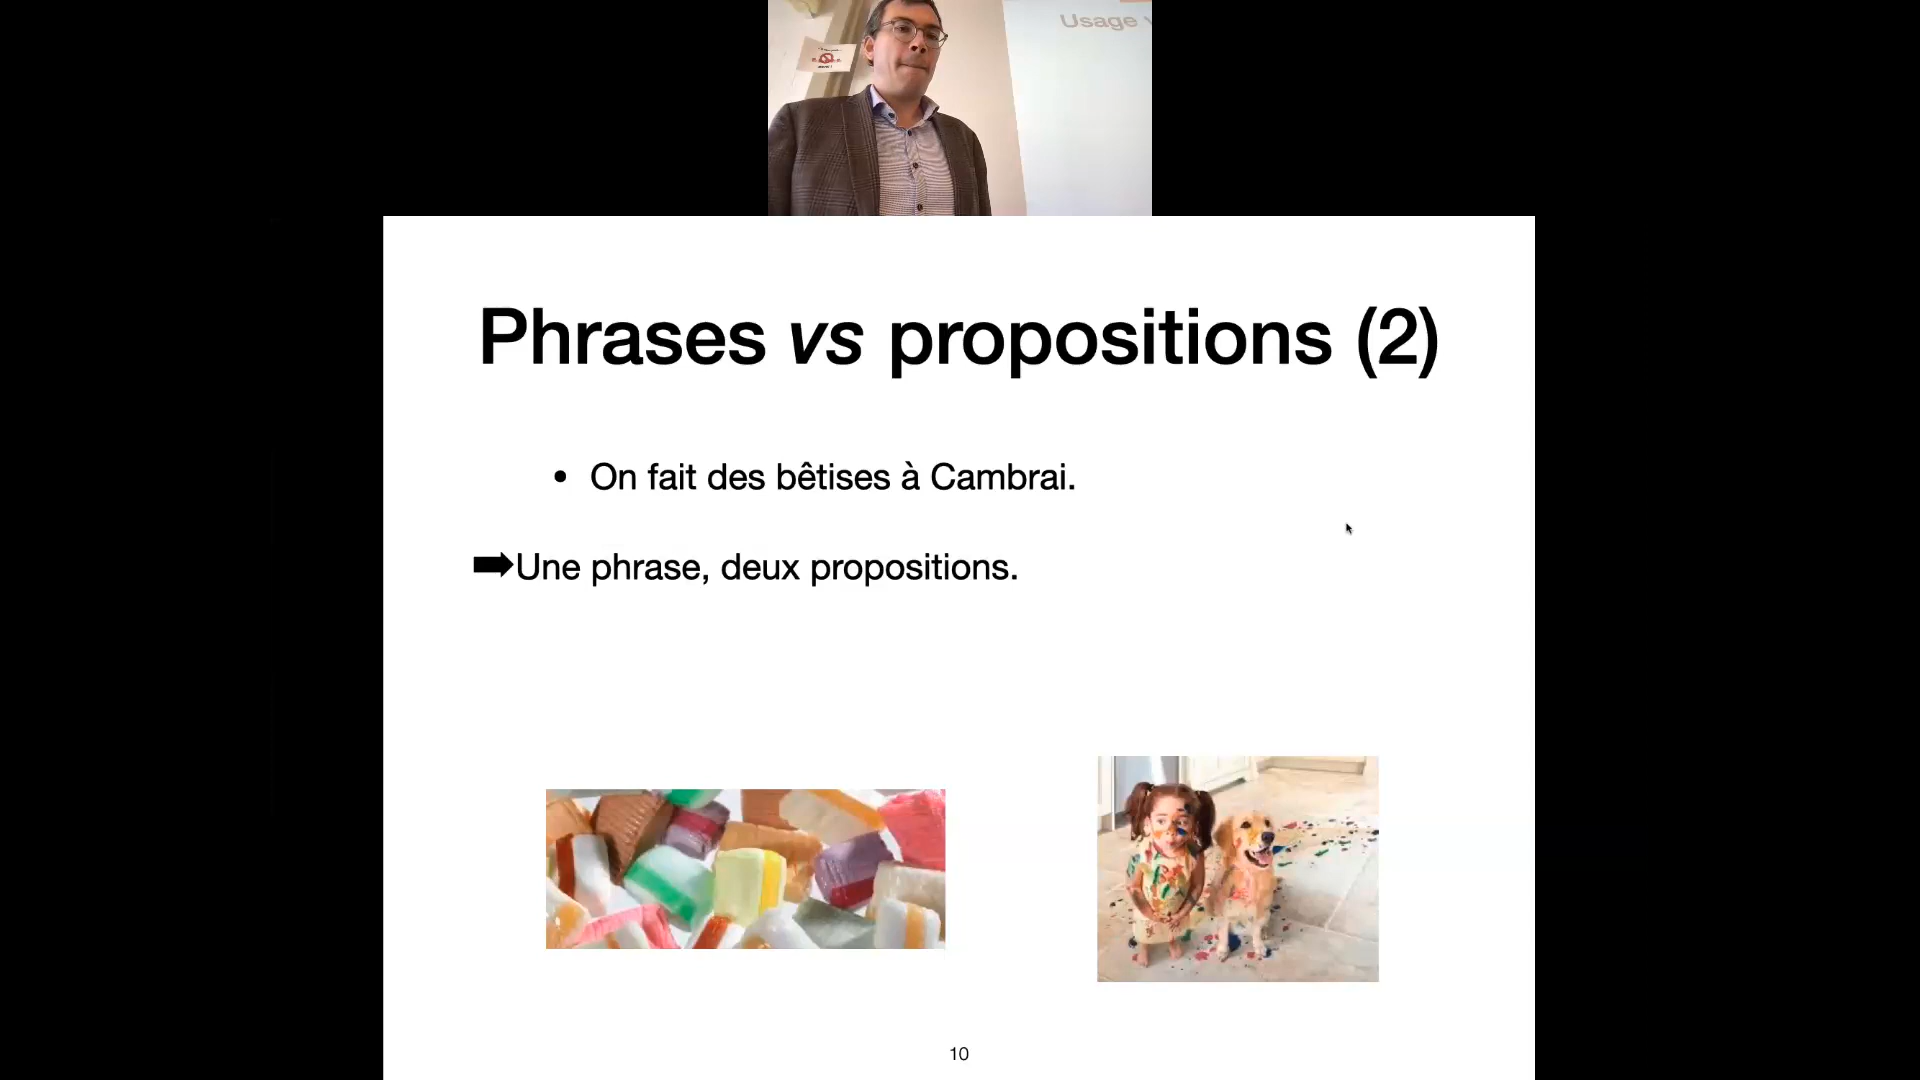 Usage
Phrases vs propositions (2)
• On fait des bêtises à Cambrai.
➡Une phrase, deux propositions.
10